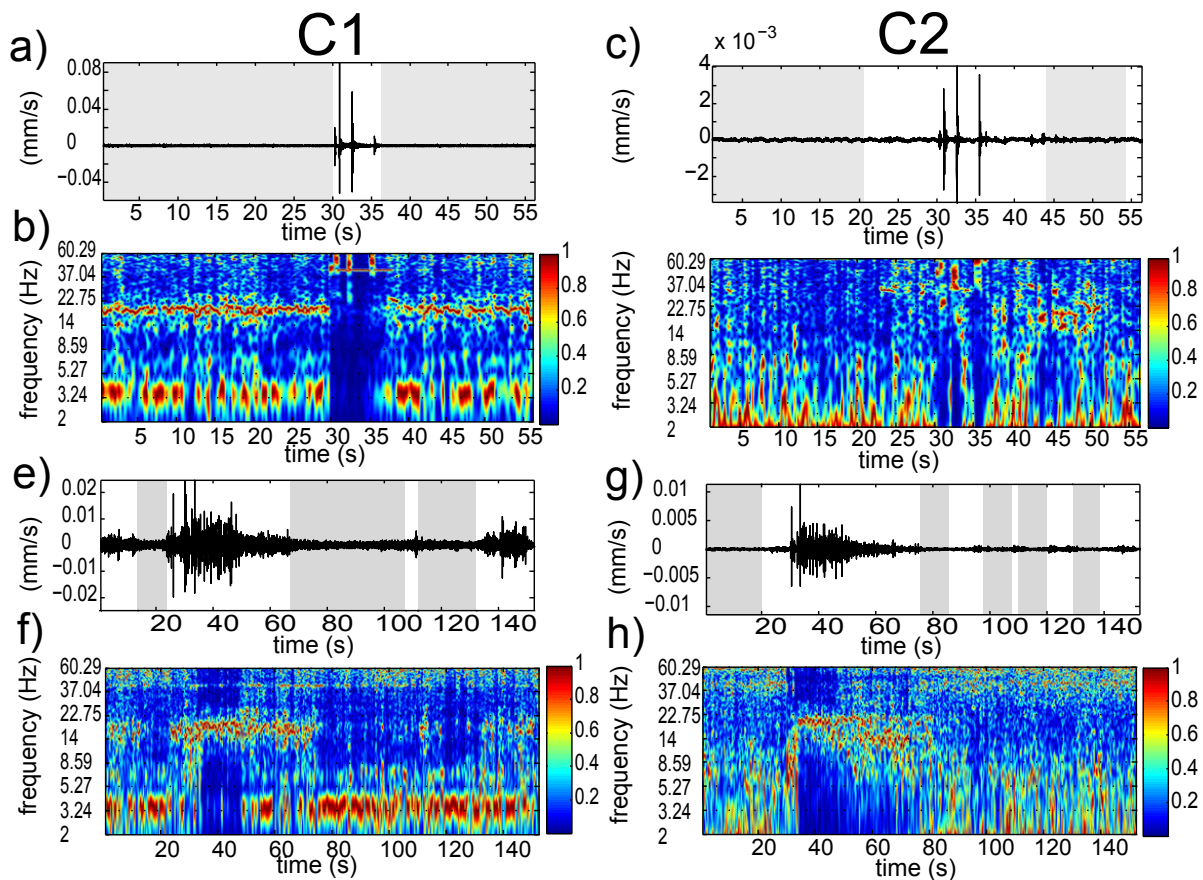 C1
C2
a)
0.08
0.04
0
−0.04
(mm/s)
5 10 15 20 25 30 35 40 45 50 55
time (s)
c)
x 10−3
4
2
0
−2
(mm/s)
5 10 15 20 25 30 35 40 45 50 55
time (s)
b)
60.29
37.04
22.75
14
8.59
5.27
3.24
2
frequency (Hz)
5 10 15 20 25 30 35 40 45 50 55
time (s)
1
0.8
0.6
0.4
0.2
60.29
37.04
22.75
14
8.59
5.27
3.24
2
frequency (Hz)
5 10 15 20 25 30 35 40 45 50 55
time (s)
1
0.8
0.6
0.4
0.2
e)
0.02
0.01
0
−0.01
−0.02
(mm/s)
20 40 60 80 100 120 140
time (s)
g)
0.01
0.005
0
−0.005
−0.01
(mm/s)
20 40 60 80 100 120 140
time (s)
f)
60.29
37.04
22.75
14
8.59
5.27
3.24
2
frequency (Hz)
20 40 60 80 100 120 140
time (s)
1
0.8
0.6
0.4
0.2
h)
60.29
37.04
22.75
14
8.59
5.27
3.24
2
frequency (Hz)
20 40 60 80 100 120 140
time (s)
1
0.8
0.6
0.4
0.2